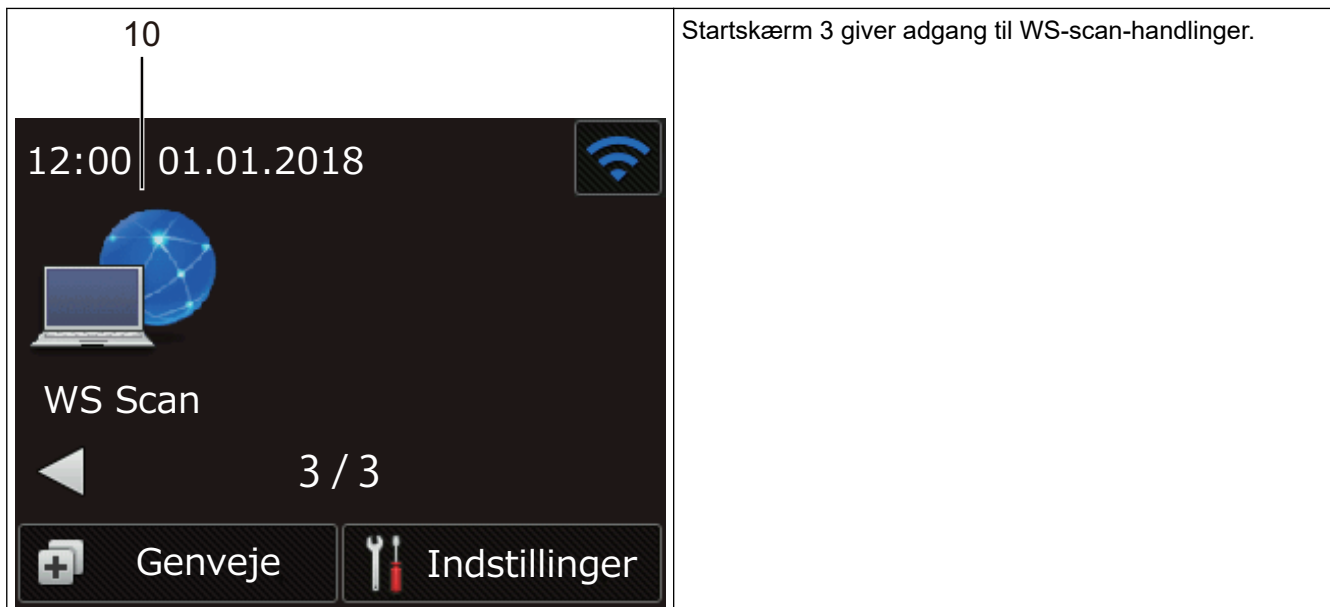 10
Startskærm 3 giver adgang til WS-scan-handlinger.
12:00 01.01.2018
WS Scan
3 / 3
Genveje
Indstillinger